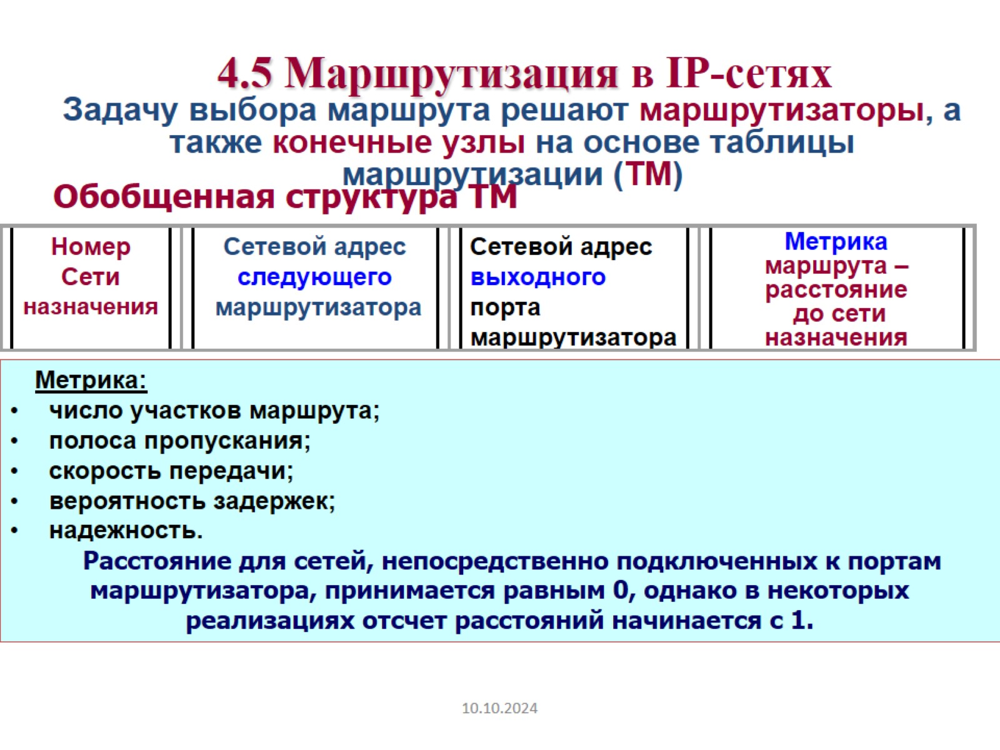 4.5 Маршрутизация в IP-сетях
Задачу выбора маршрута решают маршрутизаторы, а
также конечные узлы на основе таблицы
маршрутизации (ТМ)
Обобщенная структура ТМ
Номер
Сети
назначения
Сетевой адрес
следующего
маршрутизатора
Сетевой адрес
выходного
порта
маршрутизатора
Метрика
маршрута –
расстояние
до сети
назначения
Метрика:
• число участков маршрута;
• полоса пропускания;
• скорость передачи;
• вероятность задержек;
• надежность.
Расстояние для сетей, непосредственно подключенных к портам
маршрутизатора, принимается равным 0, однако в некоторых
реализациях отсчет расстояний начинается с 1.
10.10.2024